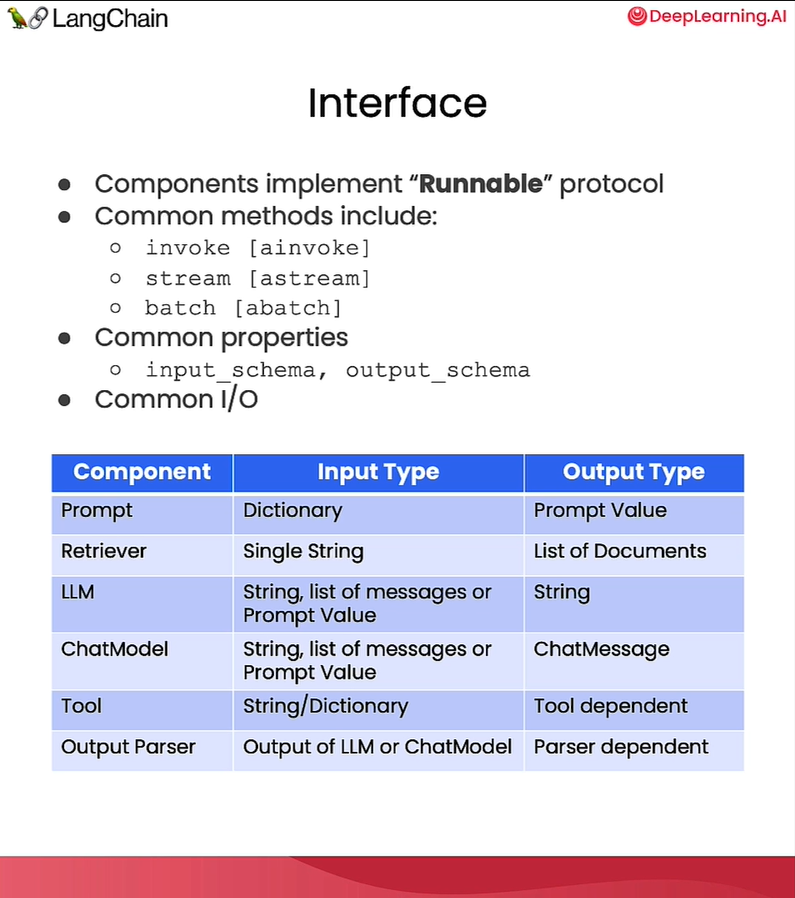 LangChain
DeepLearning.AI
Interface
● Components implement “Runnable” protocol
● Common methods include:
○ invoke [ainvoke]
○ stream [astream]
○ batch [abatch]
● Common properties
○ input_schema, output_schema
● Common I/O
Component Input Type Output Type
Prompt Dictionary Prompt Value
Retriever Single String List of Documents
LLM String, list of messages or String
Prompt Value
ChatModel String, list of messages or ChatMessage
Prompt Value
Tool String/Dictionary Tool dependent
Output Parser Output of LLM or ChatModel Parser dependent